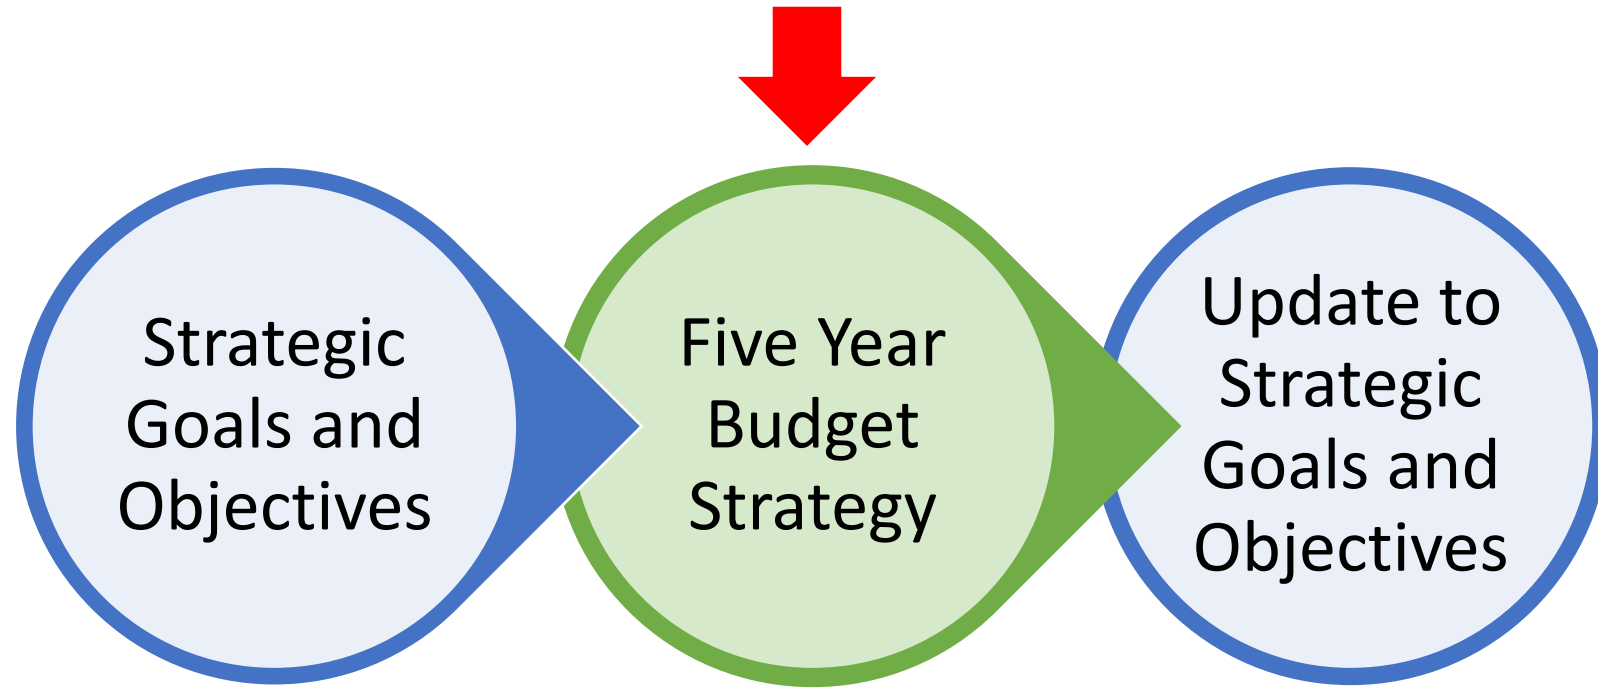 Strategic
Goals and
Objectives
Five Year
Budget
Strategy
Update to
Strategic
Goals and
Objectives